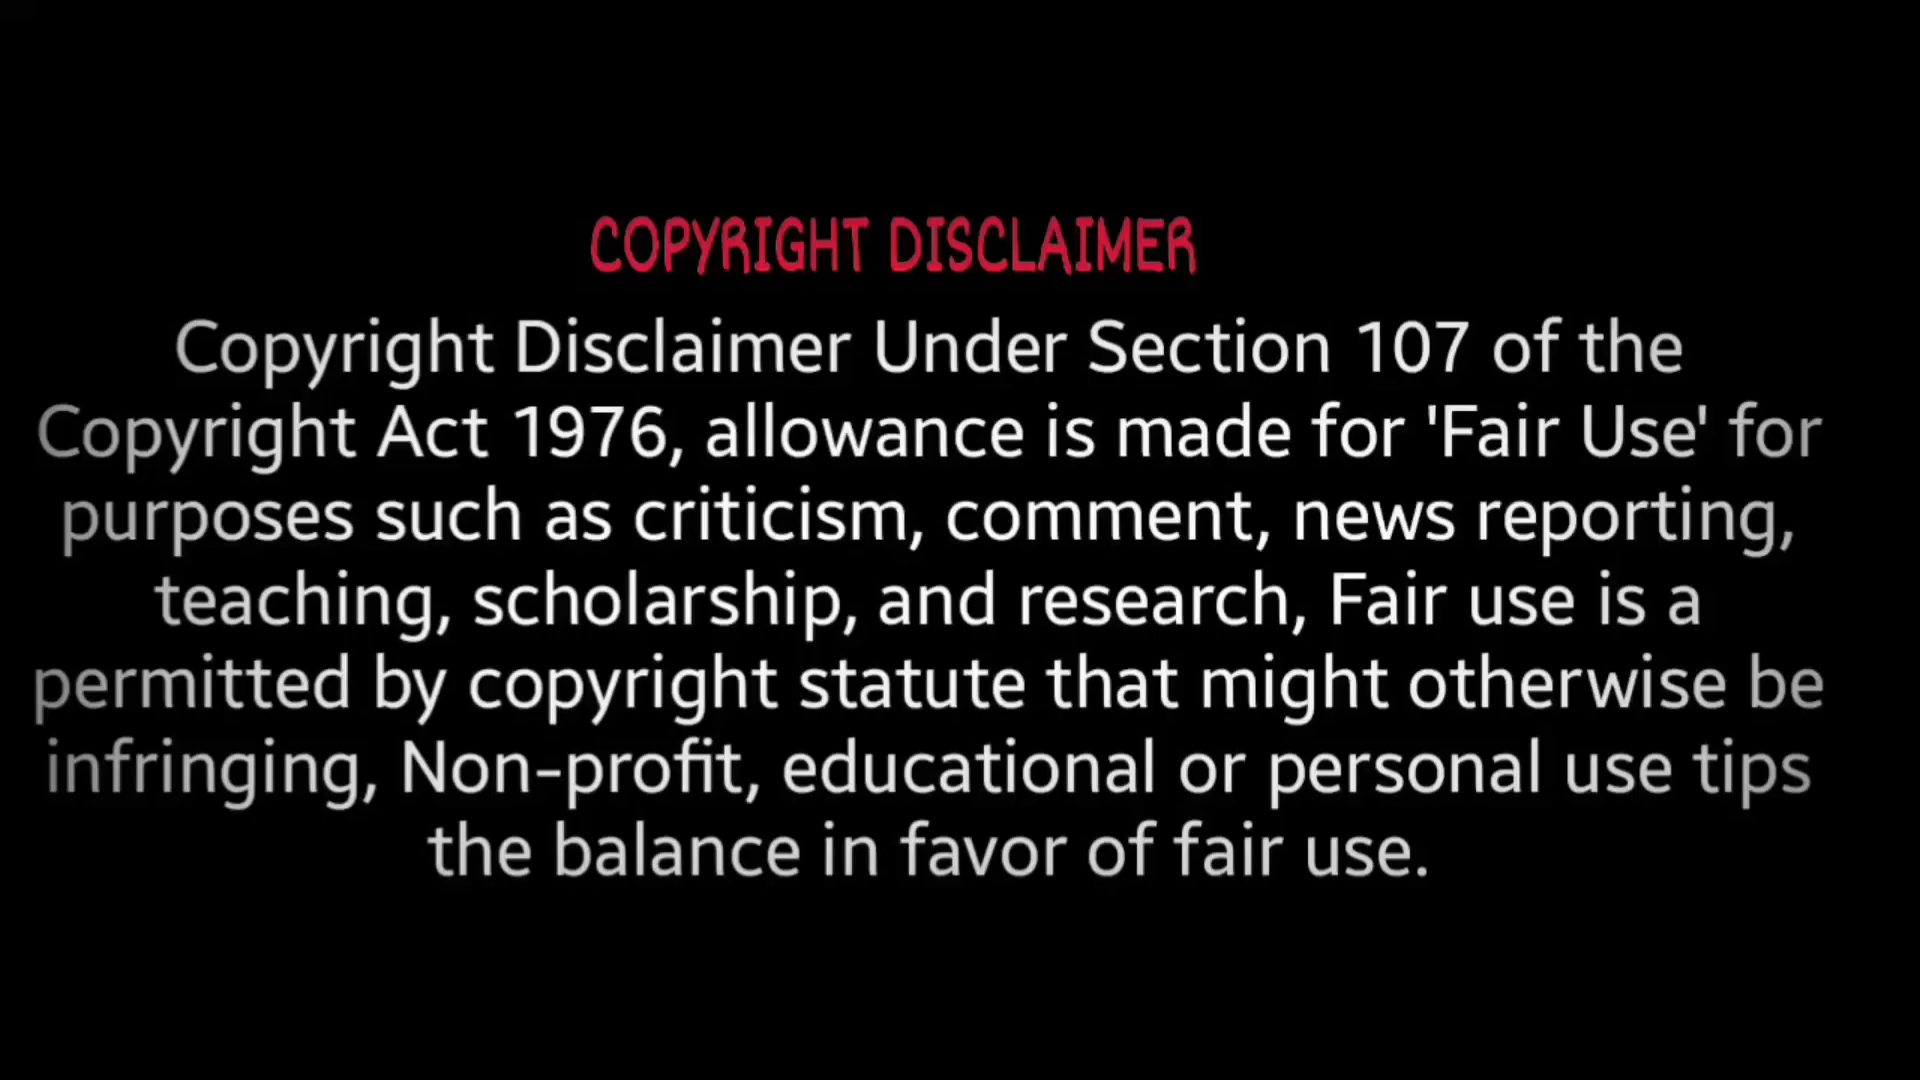 COPYRIGHT DISCLAIMER
Copyright Disclaimer Under Section 107 of the
Copyright Act 1976, allowance is made for 'Fair Use' for
purposes such as criticism, comment, news reporting,
teaching, scholarship, and research, Fair use is a
permitted by copyright statute that might otherwise be
infringing, Non-profit, educational or personal use tips
the balance in favor of fair use.